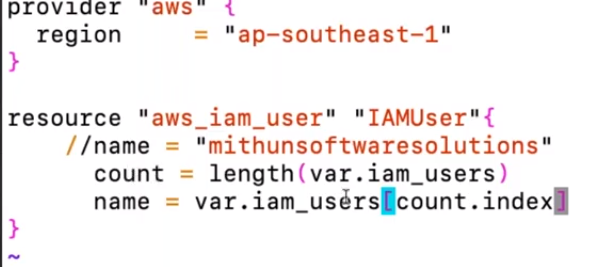 provider "aws" {
region = "ap-southeast-1"
}
resource "aws_iam_user" "IAMUser"{
//name = "mithunsoftwaresolutions"
count = length(var.iam_users)
name = var.iam_users[count.index]
}
~